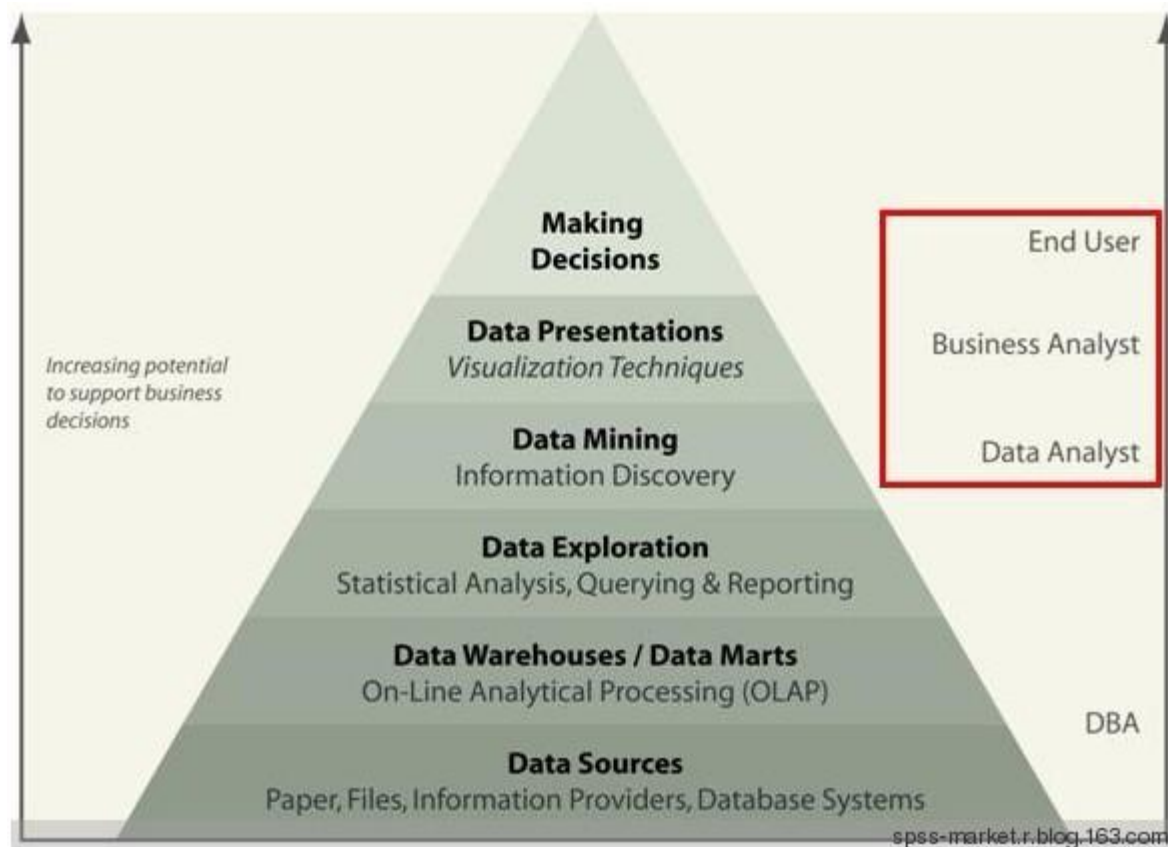 Making
Decisions
End User
Data Presentations
Visualization Techniques
Business Analyst
Increasing potential
to support business
decisions
Data Mining
Information Discovery
Data Analyst
Data Exploration
Statistical Analysis, Querying & Reporting
Data Warehouses / Data Marts
On-Line Analytical Processing (OLAP)
DBA
Data Sources
Paper, Files, Information Providers, Database Systems
spss-market.r.blog.163.com